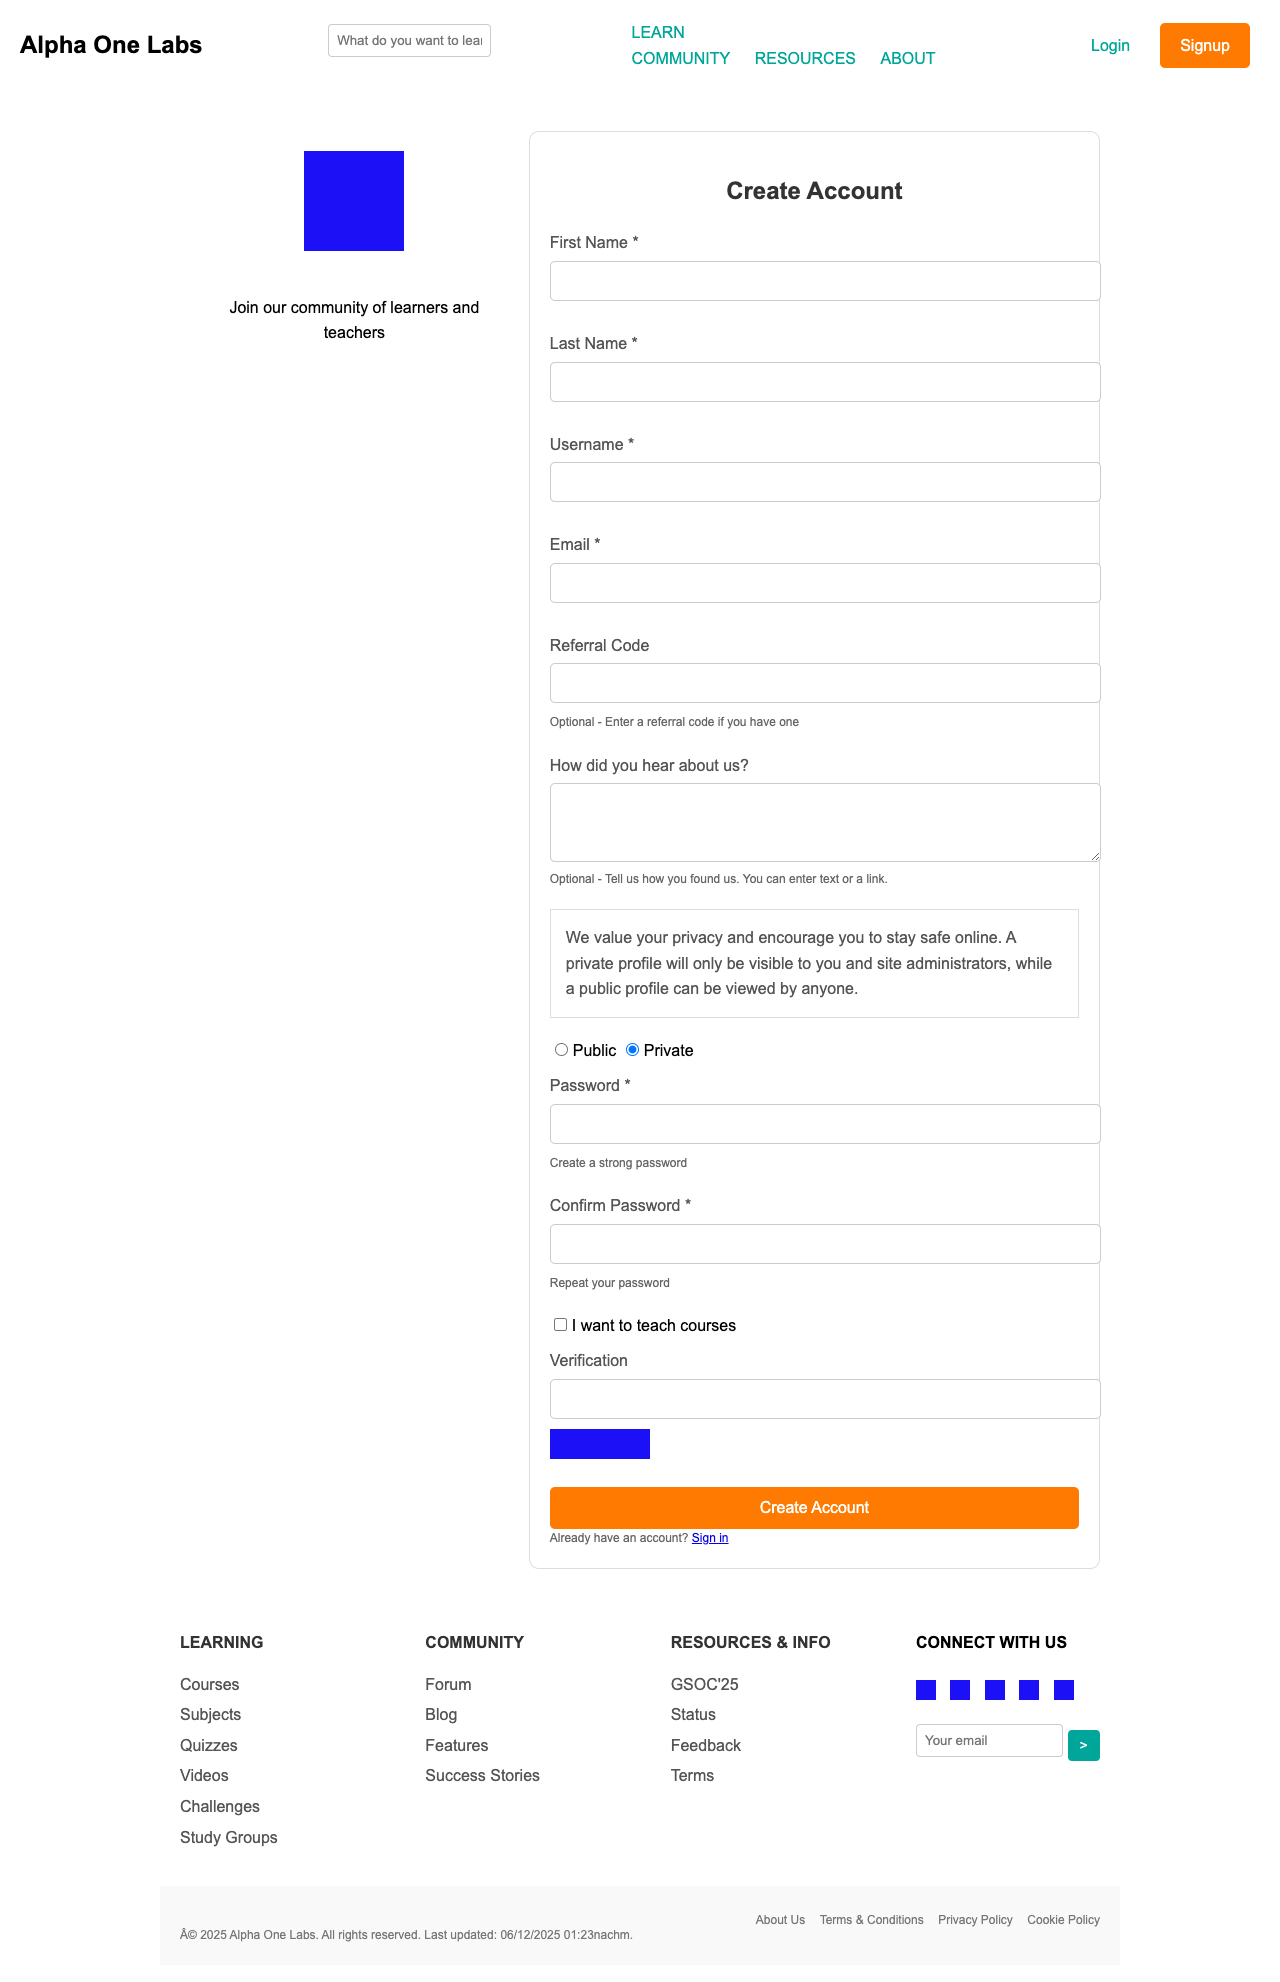 Alpha One Labs
What do you want to lear
LEARN
COMMUNITY RESOURCES ABOUT
Login
Signup
Join our community of learners and
teachers
Create Account
First Name *
Last Name *
Username *
Email *
Referral Code
Optional - Enter a referral code if you have one
How did you hear about us?
Optional - Tell us how you found us. You can enter text or a link.
We value your privacy and encourage you to stay safe online. A
private profile will only be visible to you and site administrators, while
a public profile can be viewed by anyone.
Public Private
Password *
Create a strong password
Confirm Password *
Repeat your password
I want to teach courses
Verification
Create Account
Already have an account? Sign in
LEARNING
Courses
Subjects
Quizzes
Videos
Challenges
Study Groups
COMMUNITY
Forum
Blog
Features
Success Stories
RESOURCES & INFO
GSOC'25
Status
Feedback
Terms
CONNECT WITH US
Your email
>
Â© 2025 Alpha One Labs. All rights reserved. Last updated: 06/12/2025 01:23nachm.
About Us Terms & Conditions Privacy Policy Cookie Policy